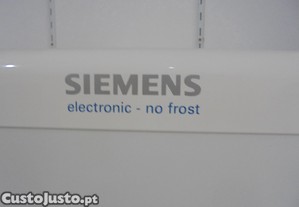 SIEMENS
electronic - no frost
CustoJusto.pt